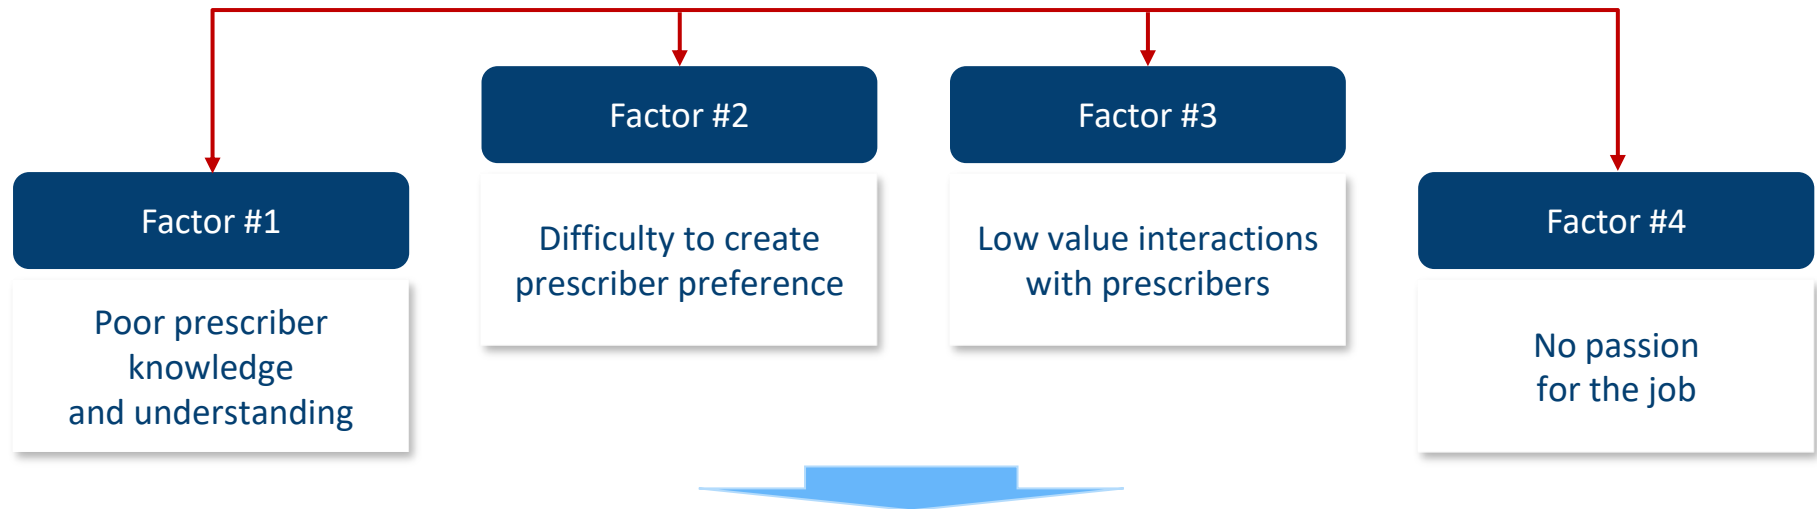 Factor #1
Poor prescriber
knowledge
and understanding
Factor #2
Difficulty to create
prescriber preference
Factor #3
Low value interactions
with prescribers
Factor #4
No passion
for the job